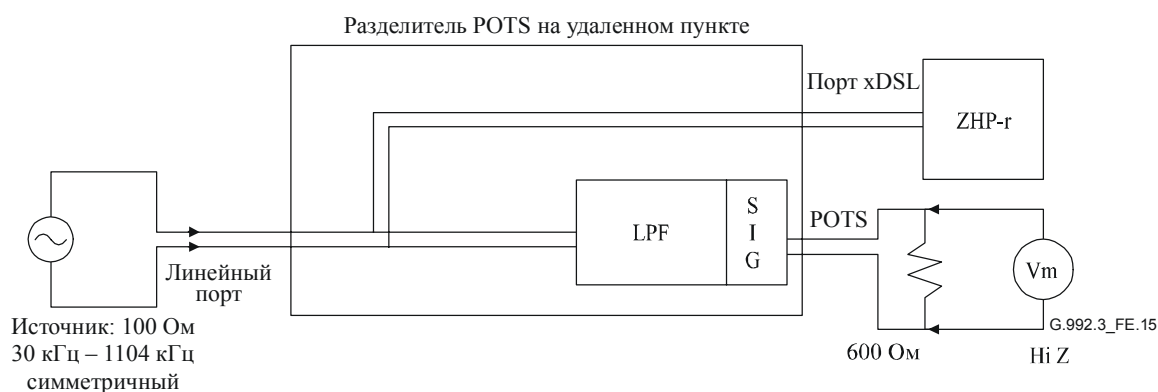 Разделитель POTS на удаленном пункте
Порт xDSL
ZHP-r
LPF
S
I
G
POTS
Vm
Линейный
порт
Источник: 100 Ом
30 кГц – 1104 кГц
симметричный
600 Ом
Hi Z
G.992.3_FE.15